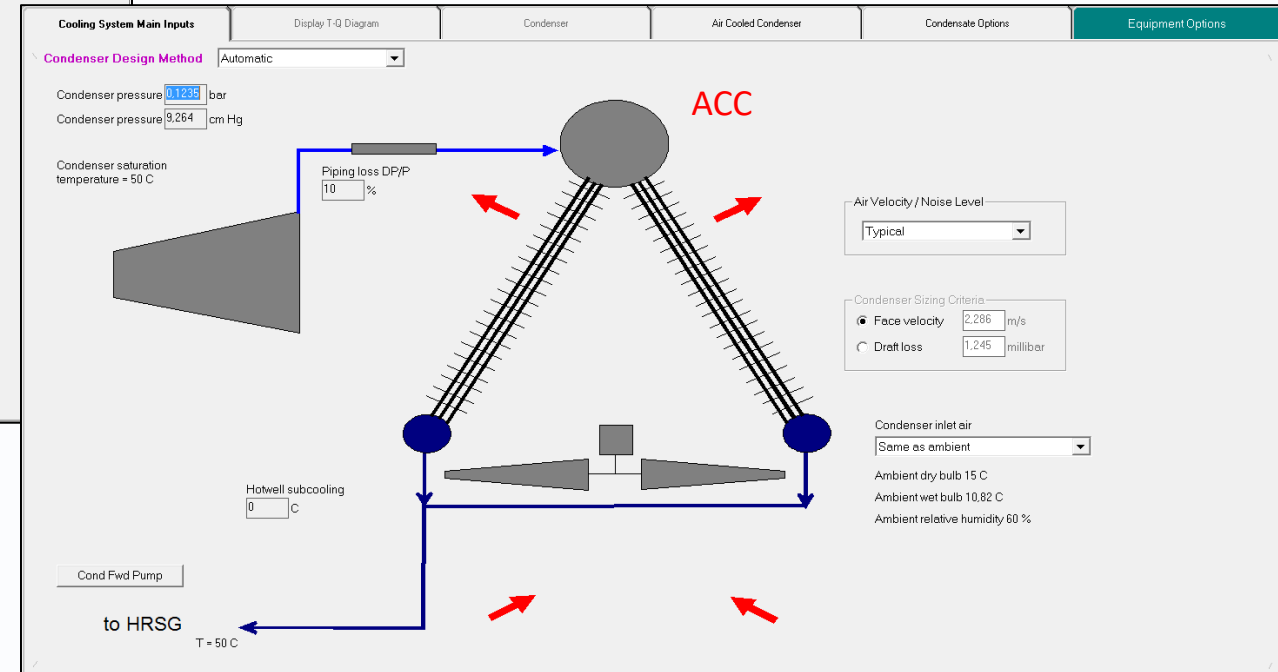 Cooling System Main Inputs
Display T-Q Diagram
Condenser
Air Cooled Condenser
Condensate Options
Equipment Options
Condenser Design Method
Automatic
Condenser pressure 0,1235 bar
Condenser pressure 9,264 cm Hg
ACC
Condenser saturation
temperature = 50 C
Piping loss DP/P
10 %
Air Velocity / Noise Level
Typical
Condenser Sizing Criteria
Face velocity 2,286 m/s
Draft loss 1,245 millibar
Condenser inlet air
Same as ambient
Ambient dry bulb 15 C
Ambient wet bulb 10,82 C
Ambient relative humidity 60 %
Hotwell subcooling
0 C
Cond Fwd Pump
to HRSG
T = 50 C